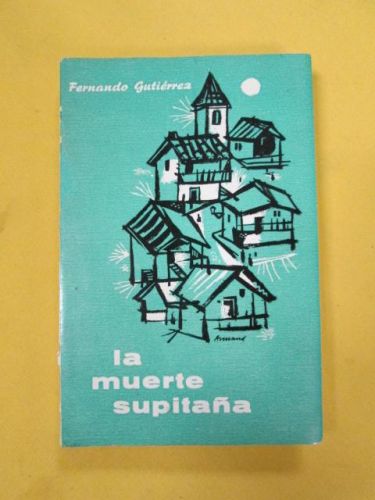 Fernando Gutiérrez
la
muerte
supitaña